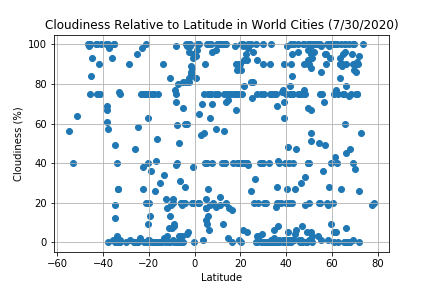 Cloudiness Relative to Latitude in World Cities (7/30/2020)
100
80
60
40
20
0
Cloudiness (%)
−60 −40 −20 0 20 40 60 80
Latitude